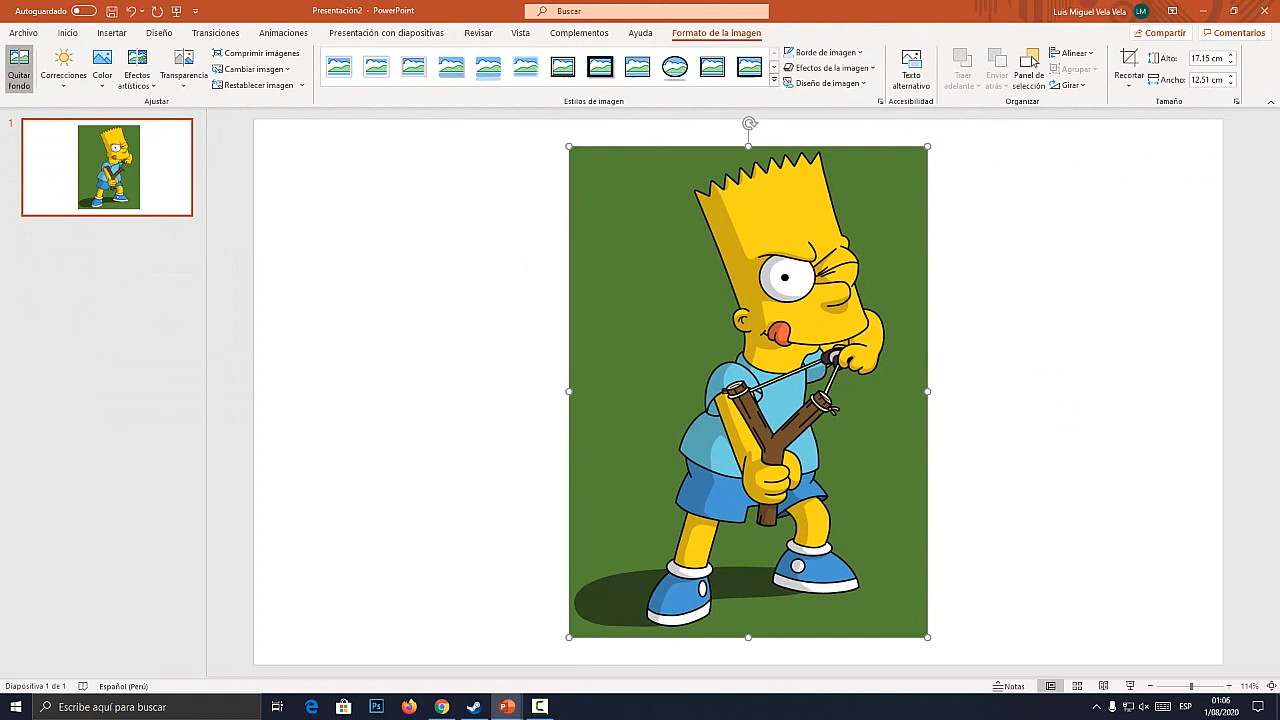 Autoguardado
Presentación2 - PowerPoint
Buscar
Luis Miguel Vela Vela
LM
Archivo
Inicio
Insertar
Diseño
Transiciones
Animaciones
Presentación con diapositivas
Revisar
Vista
Complementos
Ayuda
Formato de la imagen
Compartir
Comentarios
Quitar fondo
Correcciones
Color
Efectos artísticos
Transparencia
Comprimir imágenes
Cambiar imagen
Restablecer imagen
Ajustar
Estilos de imagen
Borde de imagen
Efectos de la imagen
Diseño de imagen
Texto alternativo
Accesibilidad
Traer adelante
Enviar atrás
Panel de selección
Alinear
Agrupar
Girar
Organizar
Recortar
Alto: 17.15 cm
Ancho: 12.51 cm
Tamaño
1
Diapositiva 1 de 1
Español (Perú)
Notas
114%
Escribe aquí para buscar
Ps
ESP
01:06
1/08/2020